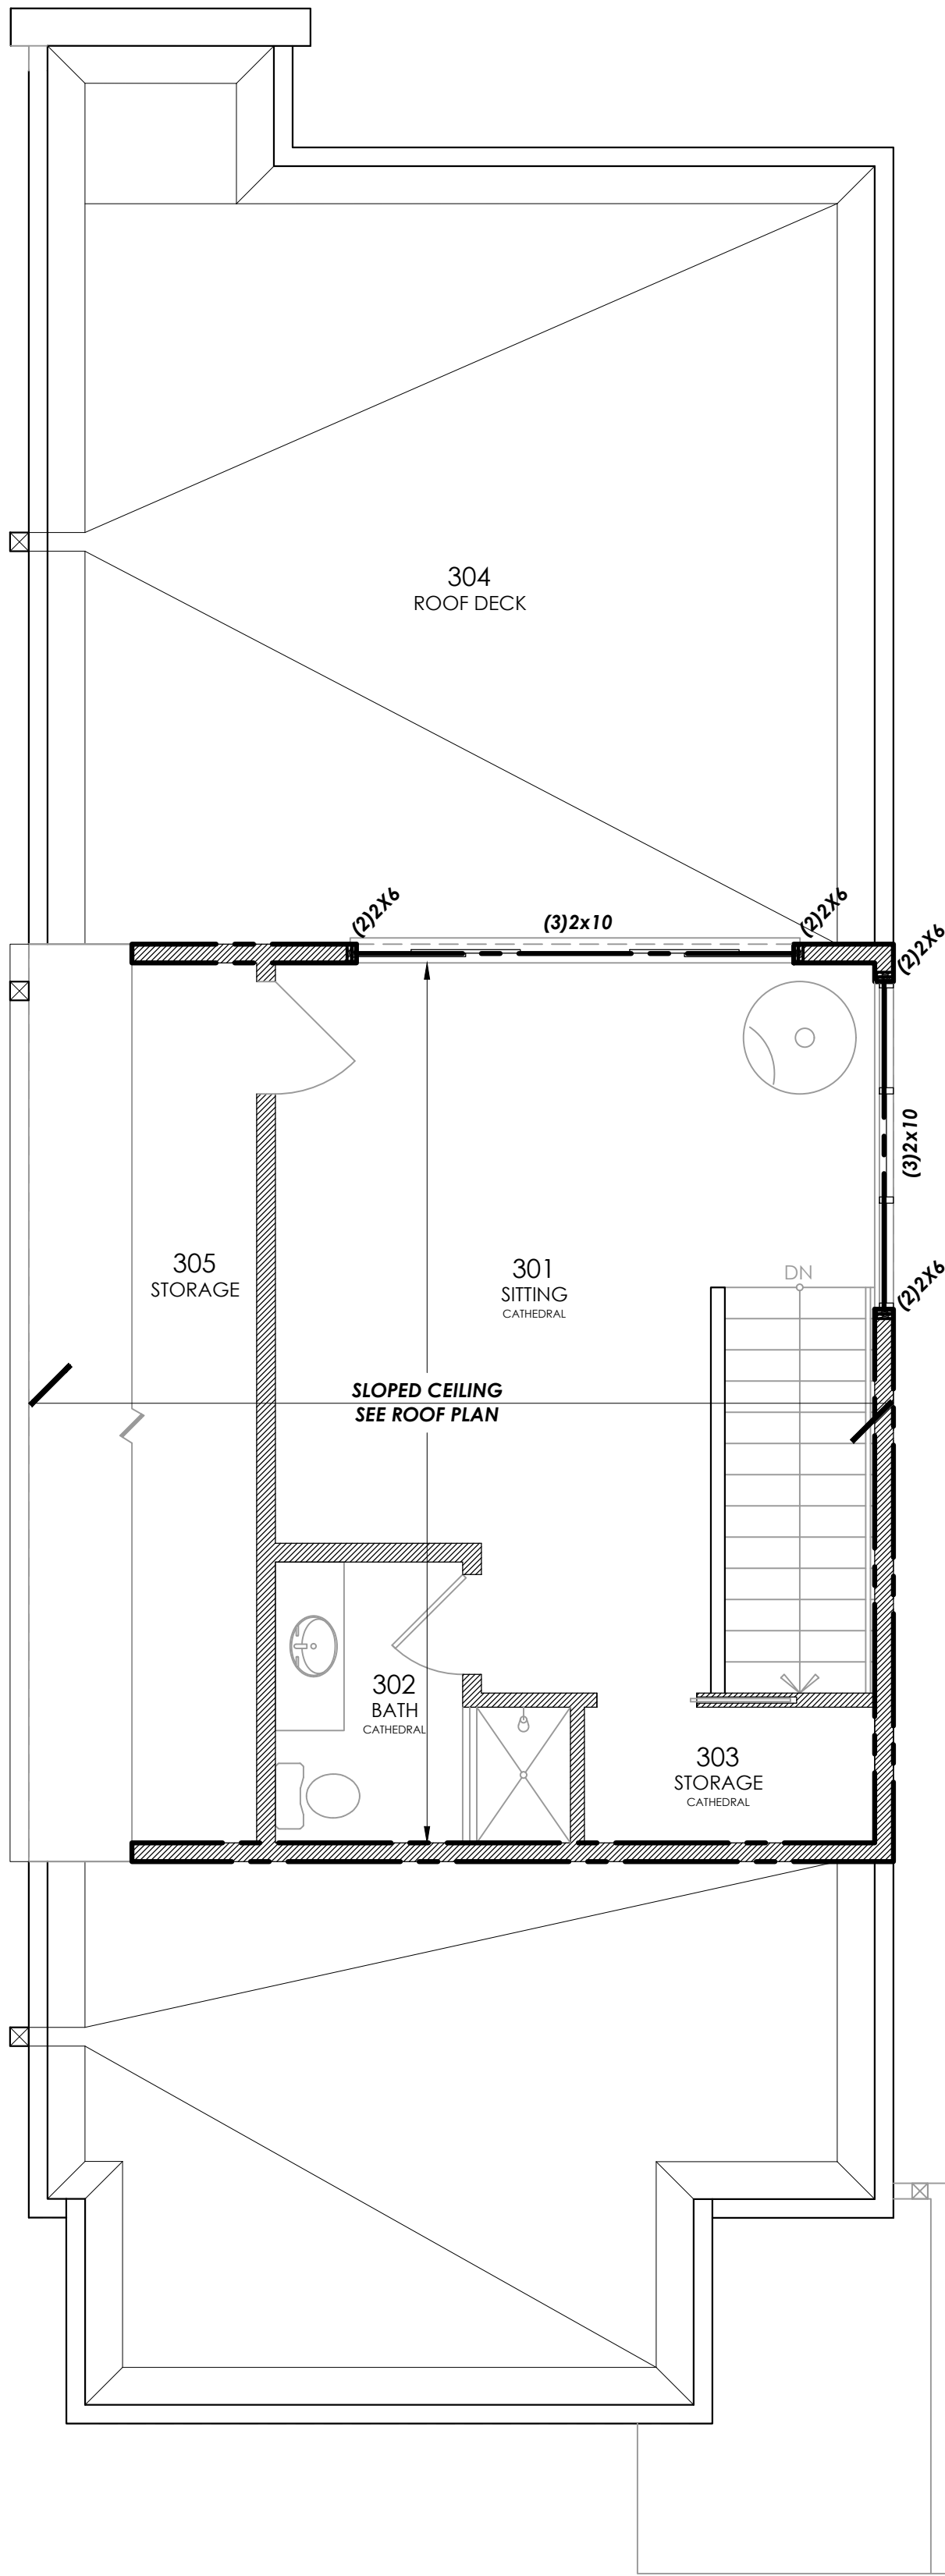 304
ROOF DECK
(2)2X6
(3)2x10
(2)2X6
(2)2X6
(3)2x10
305
STORAGE
301
SITTING
CATHEDRAL
DN
(2)2X6
SLOPED CEILING
SEE ROOF PLAN
302
BATH
CATHEDRAL
303
STORAGE
CATHEDRAL